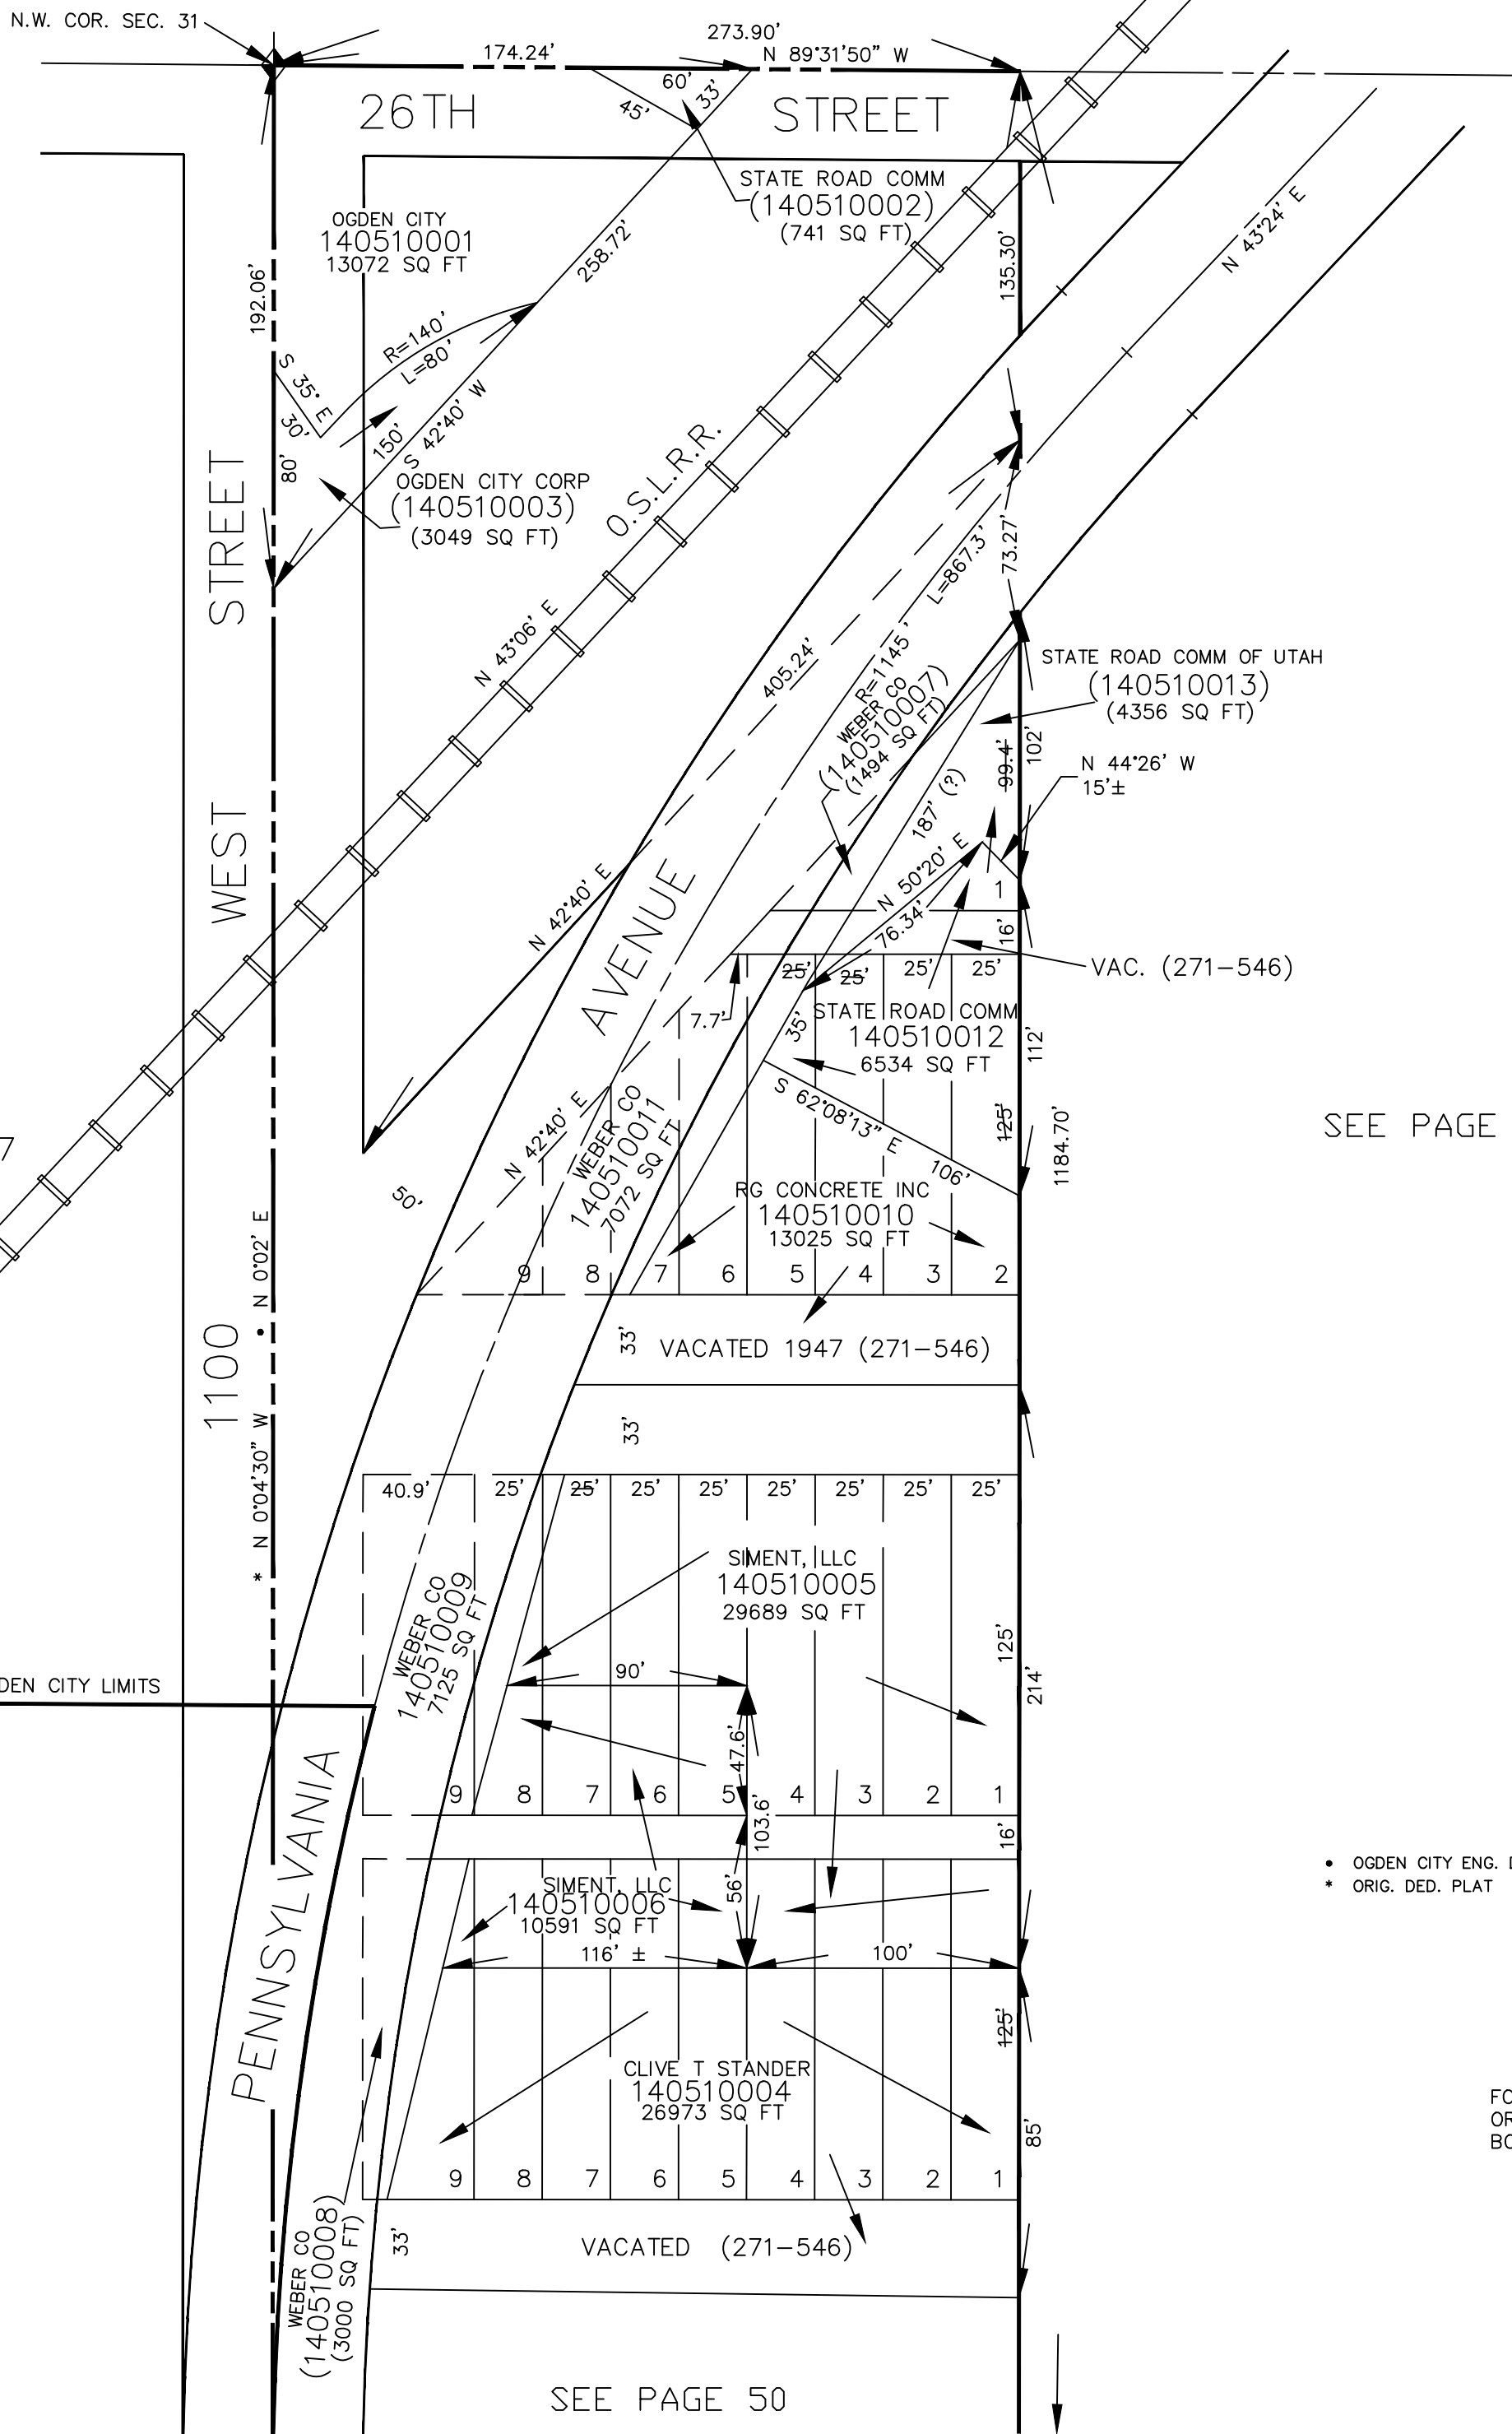 N.W. COR. SEC. 31
174.24'
273.90'
N 89°31'50" W
60'
45'
33'
26TH STREET
STATE ROAD COMM
(140510002)
(741 SQ FT)
OGDEN CITY
140510001
13072 SQ FT
258.72'
135.30'
N 43°24' E
192.06'
R=140'
L=80'
S 35° E
30'
150'
S 42°40' W
80'
OGDEN CITY CORP
(140510003)
(3049 SQ FT)
O.S.L.R.R.
N 43°06' E
1100 WEST STREET
L=867.3'
R=1145'
73.27'
405.24'
STATE ROAD COMM OF UTAH
(140510013)
(4356 SQ FT)
WEBER CO
(140510007)
(1494 SQ FT)
99.4'
102'
N 44°26' W
15'±
187' (?)
N 50°20' E
76.34'
1
16'
VAC. (271-546)
N 42°40' E
AVENUE
25'
25'
25'
25'
7.7'
35'
STATE ROAD COMM
140510012
6534 SQ FT
112'
S 62°08'13" E
106'
125'
1184.70'
SEE PAGE
7
N 42°40' E
WEBER CO
140510011
7072 SQ FT
50'
RG CONCRETE INC
140510010
13025 SQ FT
9 8 7 6 5 4 3 2
N 0°02' E
•
33'
VACATED 1947 (271-546)
33'
* N 0°04'30" W
40.9' 25' 25' 25' 25' 25' 25' 25' 25'
SIMENT, LLC
140510005
29689 SQ FT
WEBER CO
140510009
7125 SQ FT
125'
214'
90'
DEN CITY LIMITS
47.6'
9 8 7 6 5 4 3 2 1
103.6'
16'
PENNSYLVANIA
56'
SIMENT, LLC
140510006
10591 SQ FT
116' ±
100'
• OGDEN CITY ENG.
* ORIG. DED. PLAT
125'
CLIVE T STANDER
140510004
26973 SQ FT
85'
FO
OR
BO
9 8 7 6 5 4 3 2 1
33'
VACATED (271-546)
WEBER CO
(140510008)
(3000 SQ FT)
SEE PAGE 50